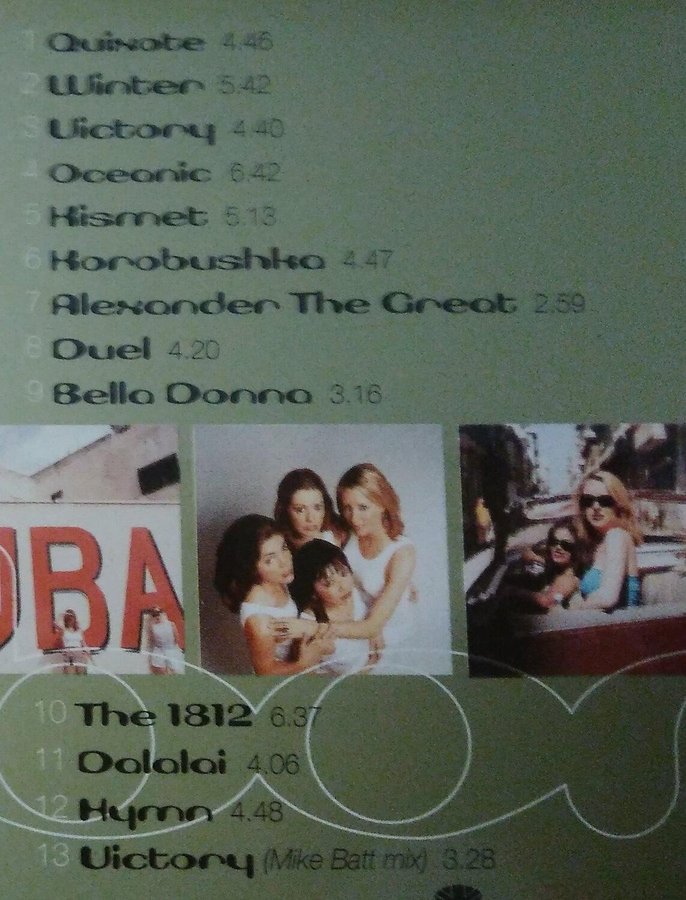 1 Quixote 4.46
2 Winter 5.42
3 Victory 4.40
4 Oceanic 6.42
5 Kismet 5.13
6 Korobushka 4.47
7 Alexander The Great 2.59
8 Duel 4.20
9 Bella Donna 3.16
UBA
10 The 1812 6.37
11 Dalalai 4.06
12 Hymn 4.48
13 Victory (Mike Batt mix) 3.28